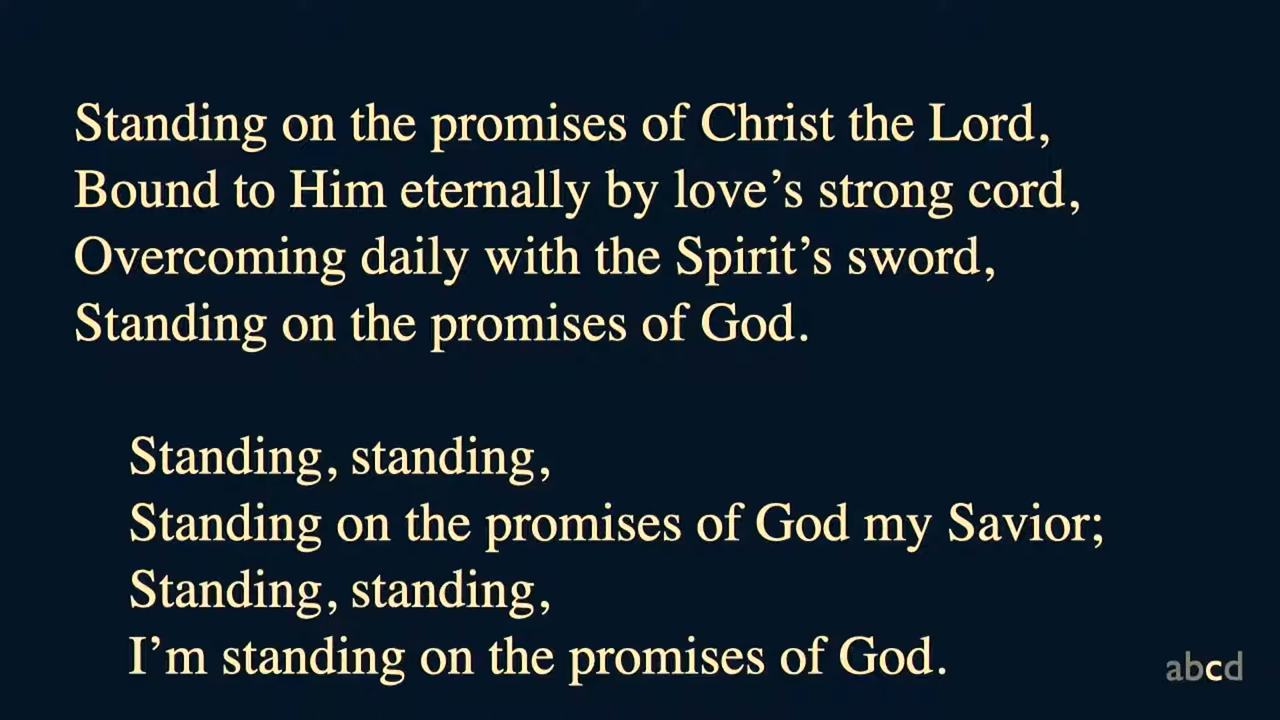 Standing on the promises of Christ the Lord,
Bound to Him eternally by love’s strong cord,
Overcoming daily with the Spirit’s sword,
Standing on the promises of God.
Standing, standing,
Standing on the promises of God my Savior;
Standing, standing,
I’m standing on the promises of God.
abcd